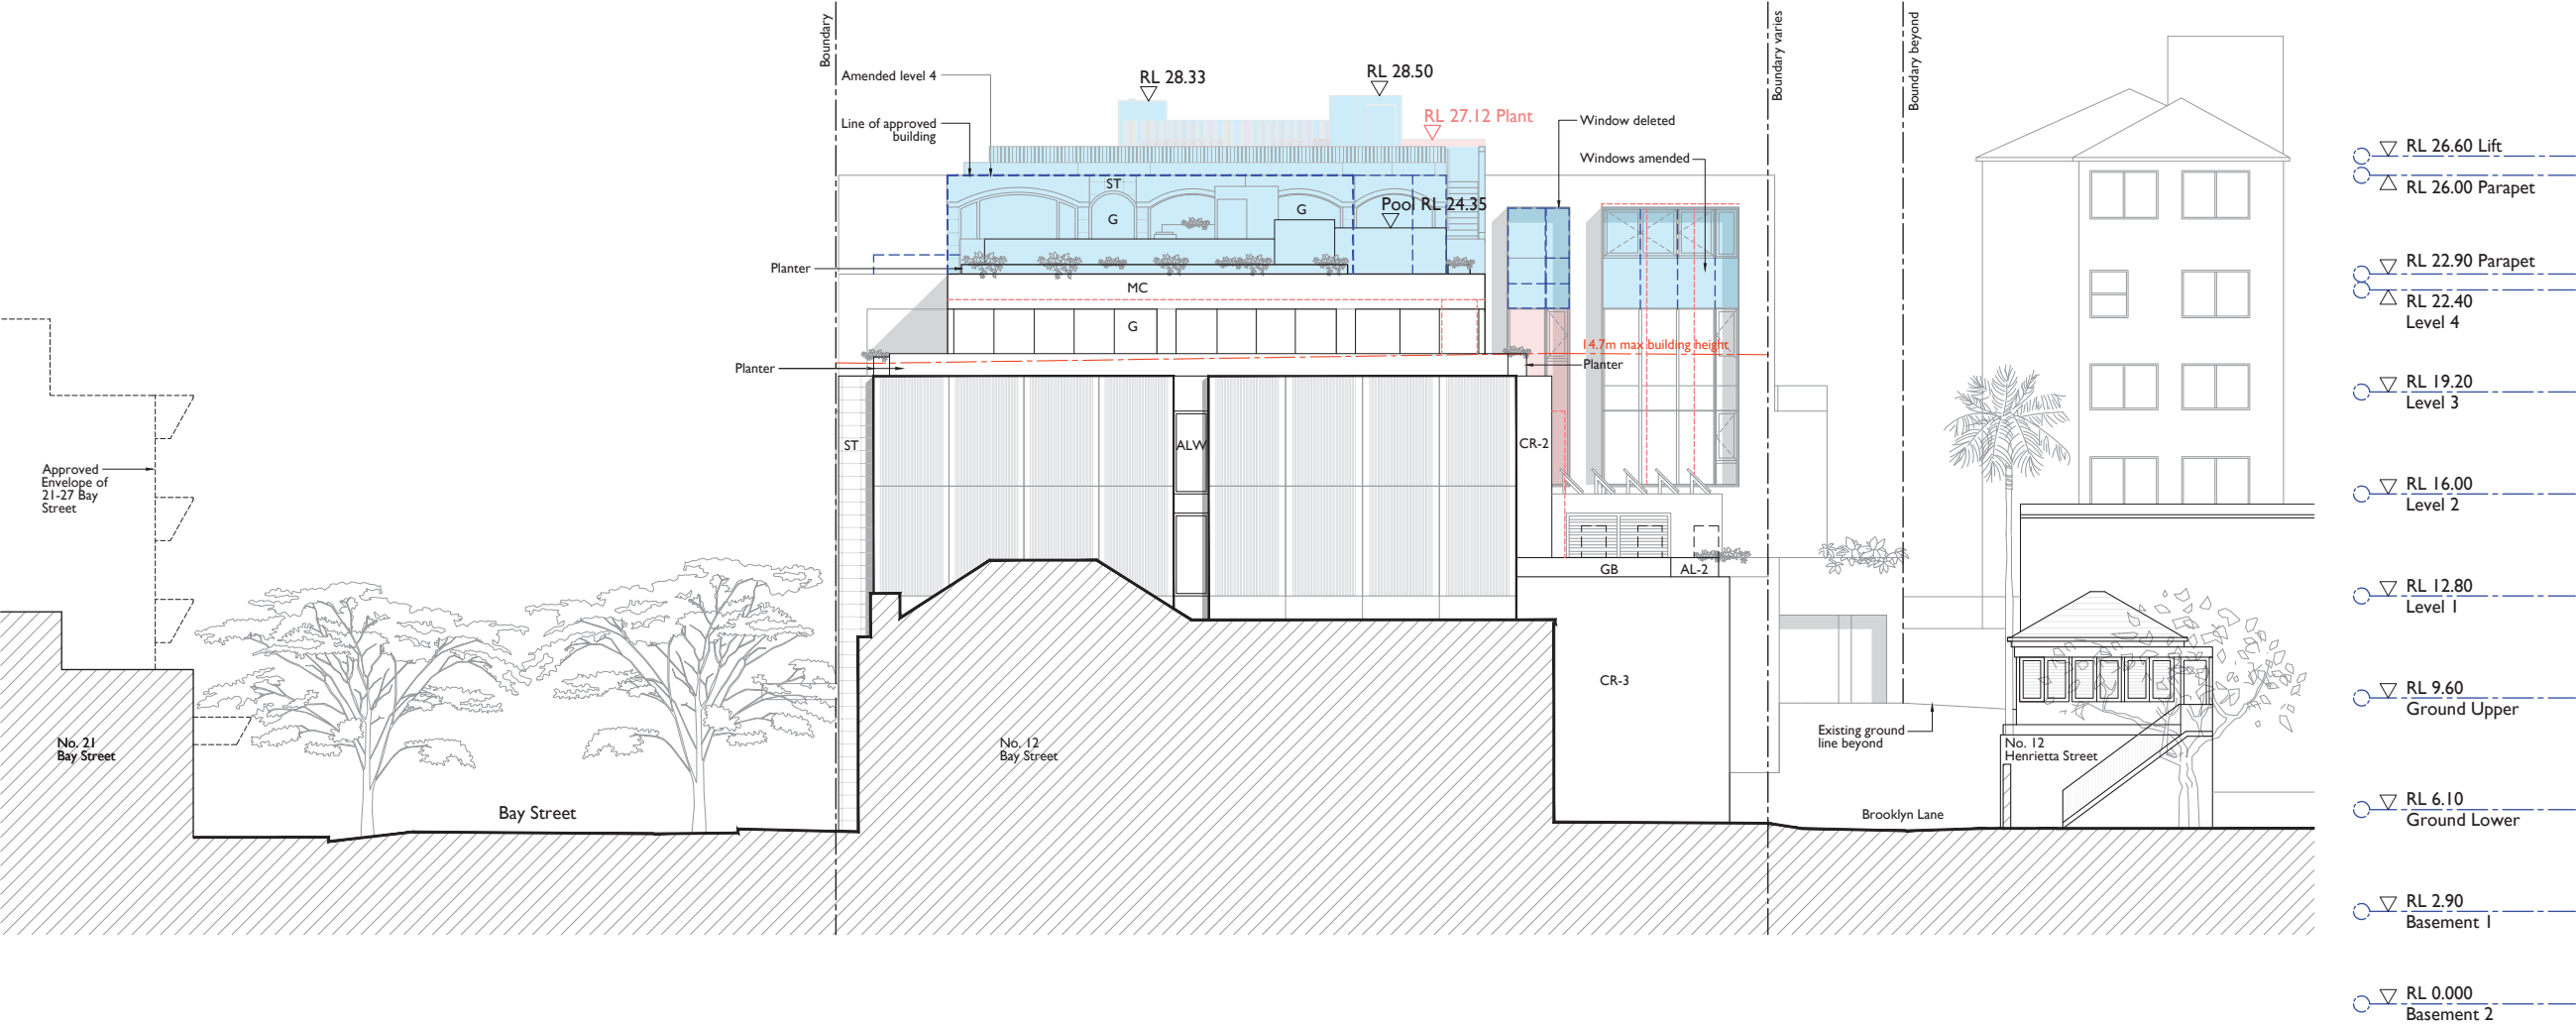 Boundary
Boundary varies
Boundary beyond
Amended level 4
RL 28.33
RL 28.50
RL 27.12 Plant
Line of approved
building
Window deleted
Windows amended
ST
G
G
Pool RL 24.35
Planter
MC
G
14.7m max building height
Planter
Planter
ST
ALW
CR-2
Approved
Envelope of
21-27 Bay
Street
GB
AL-2
CR-3
No. 21
Bay Street
No. 12
Bay Street
Bay Street
Existing ground
line beyond
No. 12
Henrietta Street
Brooklyn Lane
RL 26.60 Lift
RL 26.00 Parapet
RL 22.90 Parapet
RL 22.40
Level 4
RL 19.20
Level 3
RL 16.00
Level 2
RL 12.80
Level 1
RL 9.60
Ground Upper
RL 6.10
Ground Lower
RL 2.90
Basement 1
RL 0.000
Basement 2